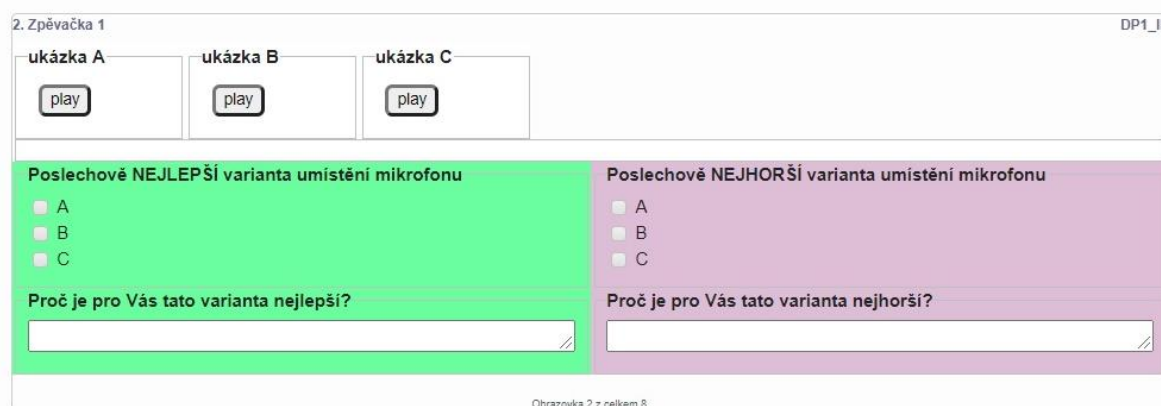 2. Zpěvačka 1 DP1_I
ukázka A ukázka B ukázka C
play play play
Poslechově NEJLEPŠÍ varianta umístění mikrofonu
A
B
C
Proč je pro Vás tato varianta nejlepší?
Poslechově NEJHORŠÍ varianta umístění mikrofonu
A
B
C
Proč je pro Vás tato varianta nejhorší?
Obrazovka 2 z celkem 8